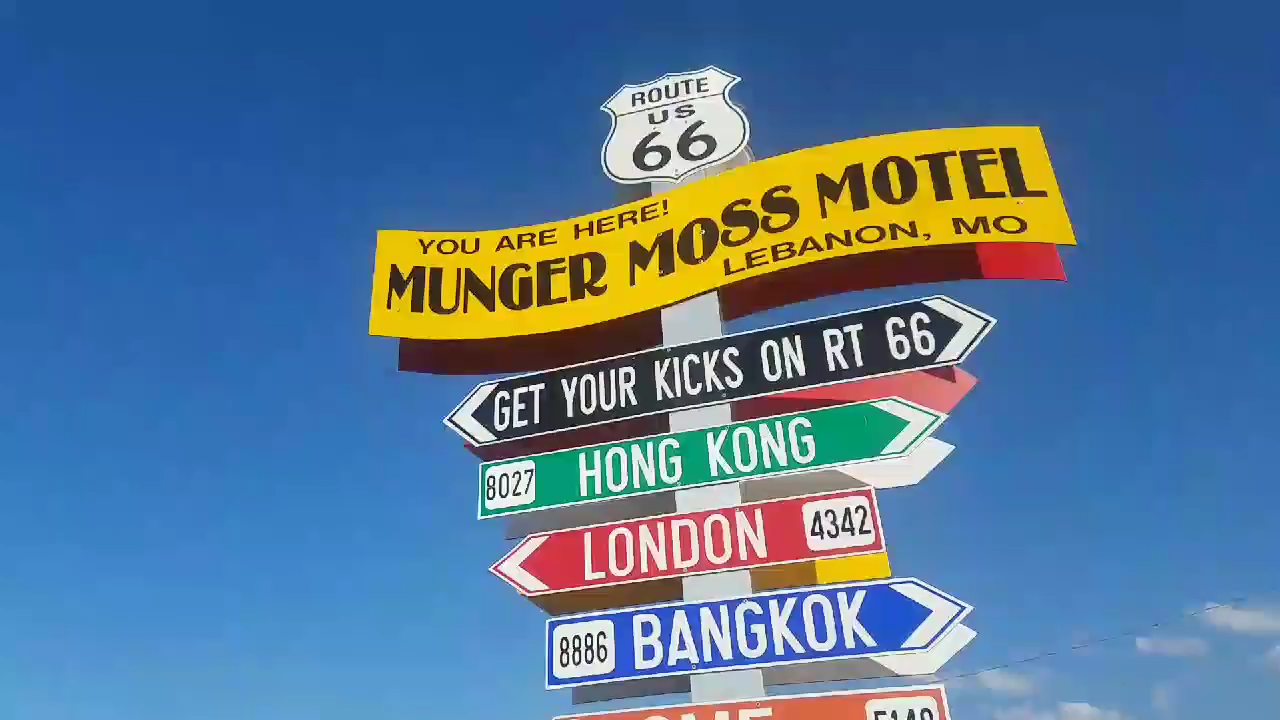 ROUTE
US
66
YOU ARE HERE!
MUNGER MOSS MOTEL
LEBANON, MO
GET YOUR KICKS ON RT 66
8027 HONG KONG
LONDON 4342
8886 BANGKOK